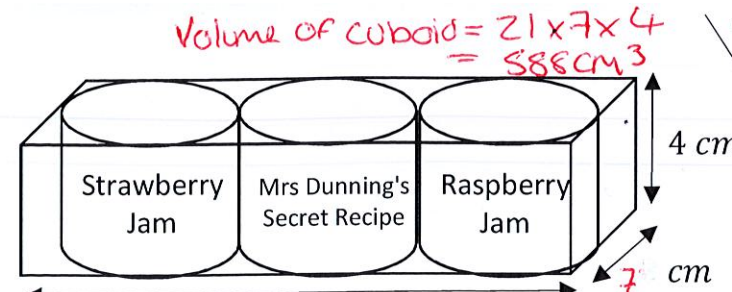 Volume of cuboid = 21 x 7 x 4
= 588 cm³
Strawberry Jam
Mrs Dunning's Secret Recipe
Raspberry Jam
4 cm
7 cm